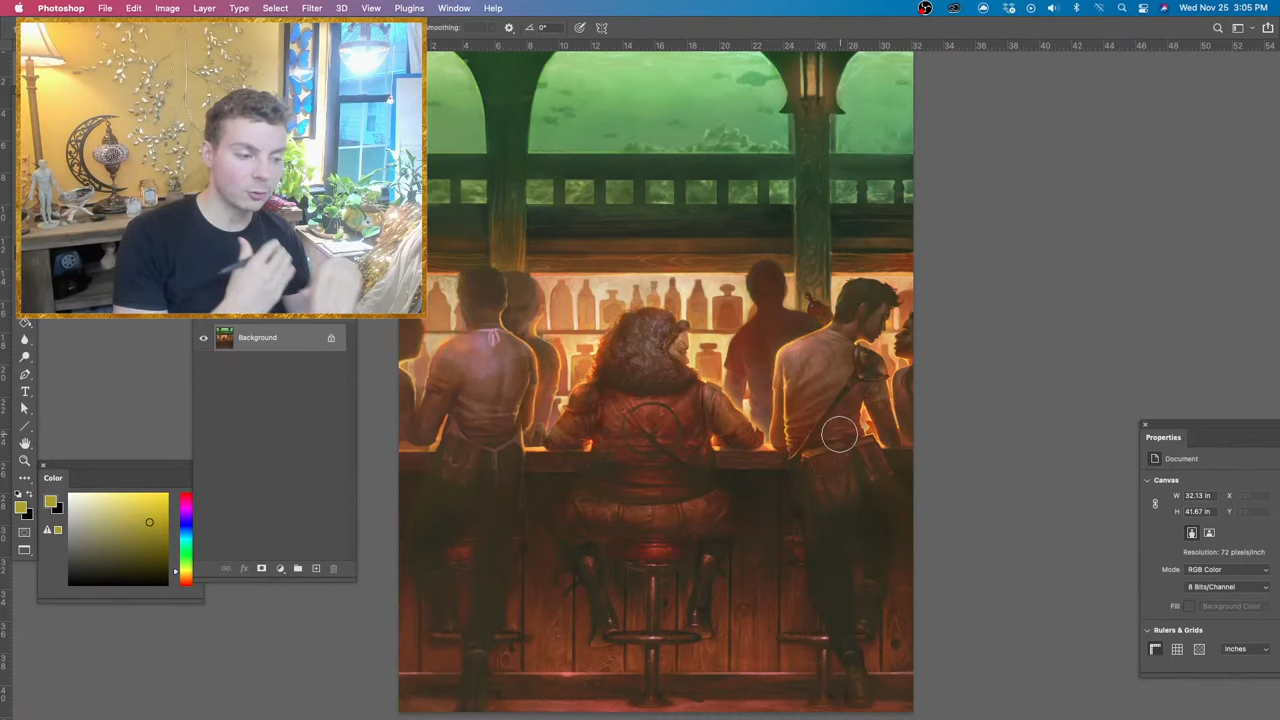 Photoshop File Edit Image Layer Type Select Filter 3D View Plugins Window Help Wed Nov 25 3:05 PM
Smoothing: 0°
2 4 6 8 10 12 14 16 18 20 22 24 26 28 30 32 34 36 38 40 42 44 46 48 50 52 54
Background
Color
fx
Properties
Document
Canvas
W 32.13 in X
H 41.67 in Y
Resolution: 72 pixels/inch
Mode RGB Color
8 Bits/Channel
Fill Background Color
Rulers & Grids
Inches